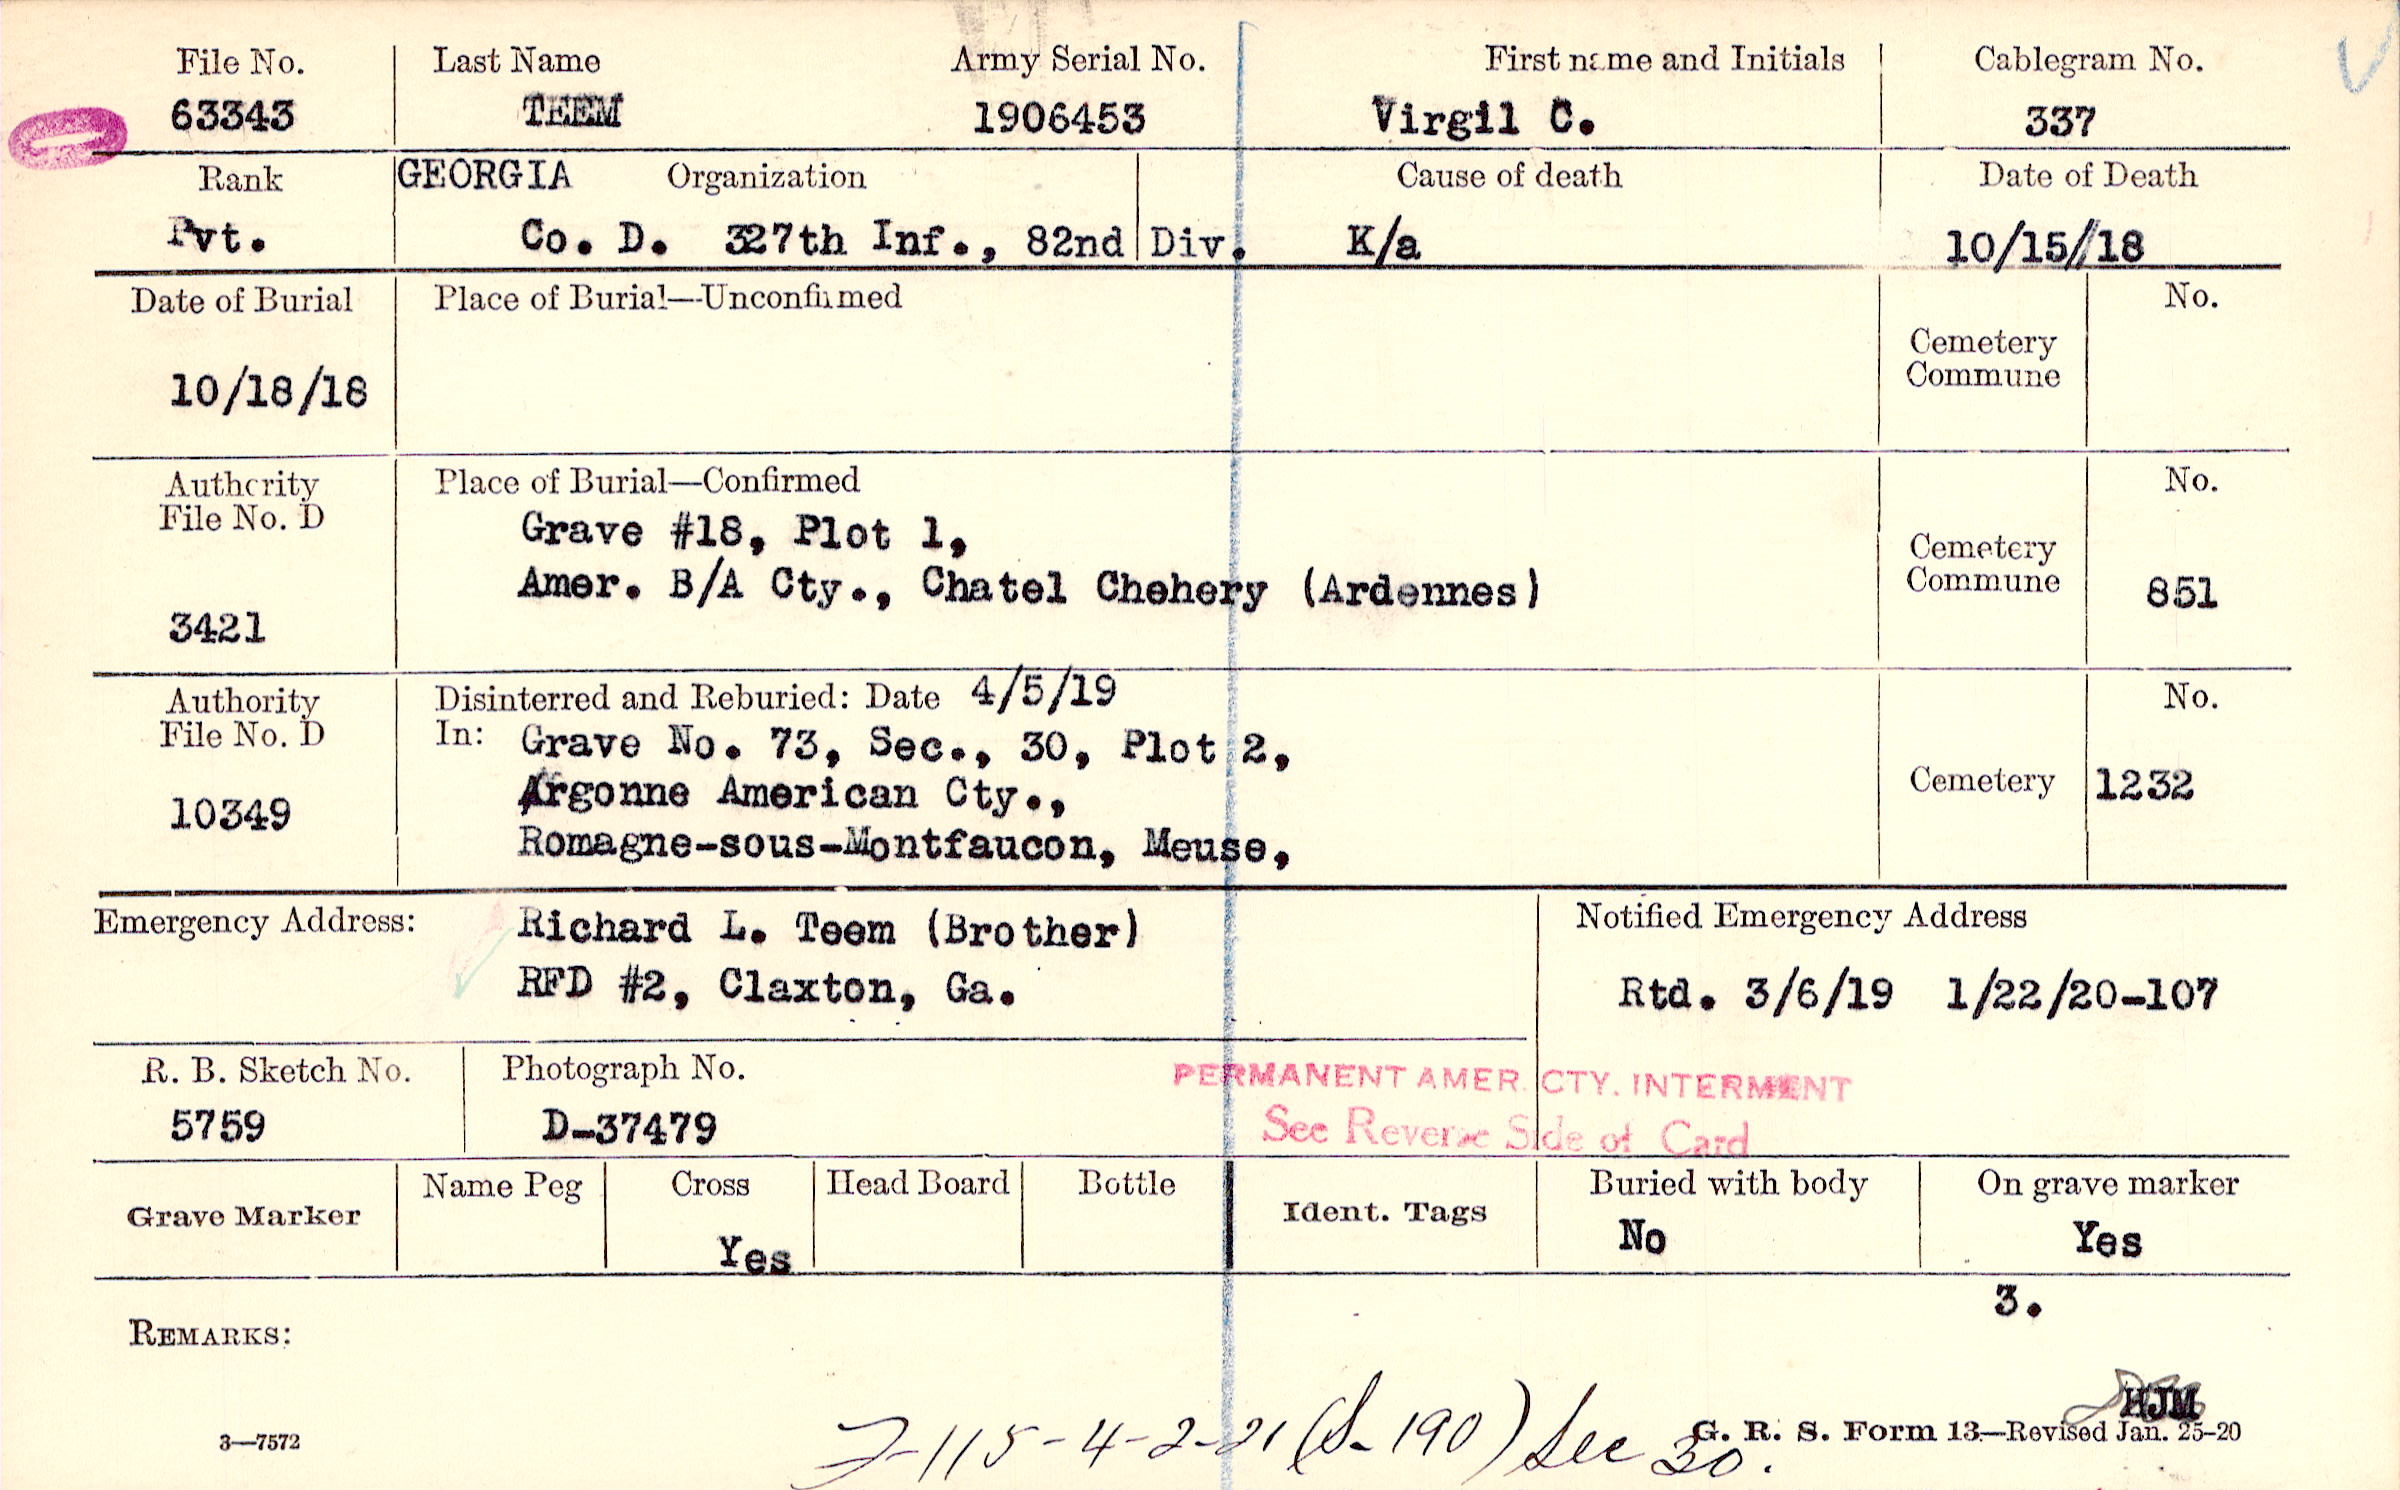 File No. Last Name Army Serial No. First name and Initials Cablegram No.
63343 TEEM 1906453 Virgil C. 337
Rank GEORGIA Organization Cause of death Date of Death
Pvt. Co. D. 327th Inf., 82nd Div. K/a 10/15//18
Date of Burial Place of Burial—Unconfirmed No.
Cemetery
Commune
10/18/18
Authority Place of Burial—Confirmed No.
File No. D Grave #18, Plot 1,
Cemetery
Amer. B/A Cty., Chatel Chehery (Ardennes) Commune 851
3421
Authority Disinterred and Reburied: Date 4/5/19 No.
File No. D In: Grave No. 73, Sec., 30, Plot 2,
10349 Argonne American Cty., Cemetery 1232
Romagne-sous-Montfaucon, Meuse,
Emergency Address: Richard L. Teem (Brother) Notified Emergency Address
RFD #2, Claxton, Ga. Rtd. 3/6/19 1/22/20-107
R. B. Sketch No. Photograph No. PERMANENT AMER. CTY. INTERMENT
5759 D-37479 See Reverse Side of Card
Name Peg Cross Head Board Bottle Buried with body On grave marker
Grave Marker Ident. Tags
Yes No Yes
3.
REMARKS:
HJM
3—7572 -115-4-2-21 (S-190) Sec 30. G. R. S. Form 13—Revised Jan. 25-20